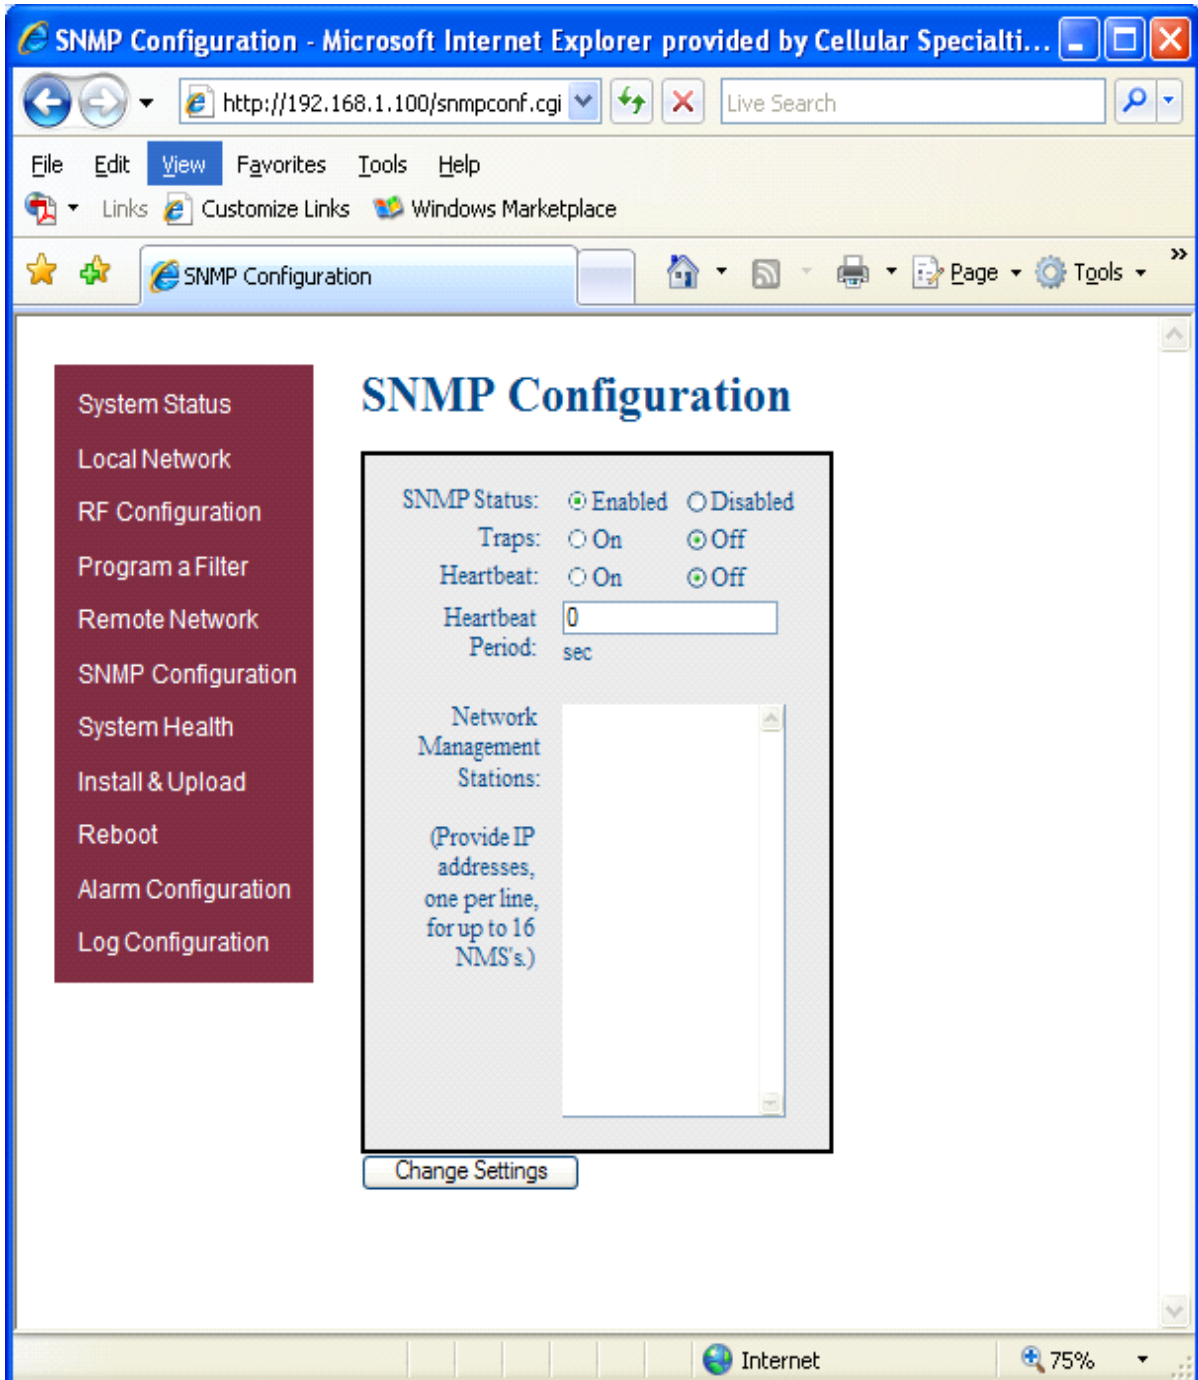 SNMP Configuration - Microsoft Internet Explorer provided by Cellular Specialti...
http://192.168.1.100/snmpconf.cgi
Live Search
File Edit View Favorites Tools Help
Links Customize Links Windows Marketplace
SNMP Configuration
Page Tools »
System Status
Local Network
RF Configuration
Program a Filter
Remote Network
SNMP Configuration
System Health
Install & Upload
Reboot
Alarm Configuration
Log Configuration
SNMP Configuration
SNMP Status: Enabled Disabled
Traps: On Off
Heartbeat: On Off
Heartbeat Period: 0
sec
Network
Management
Stations:
(Provide IP
addresses,
one per line,
for up to 16
NMS's.)
Change Settings
Internet 75%